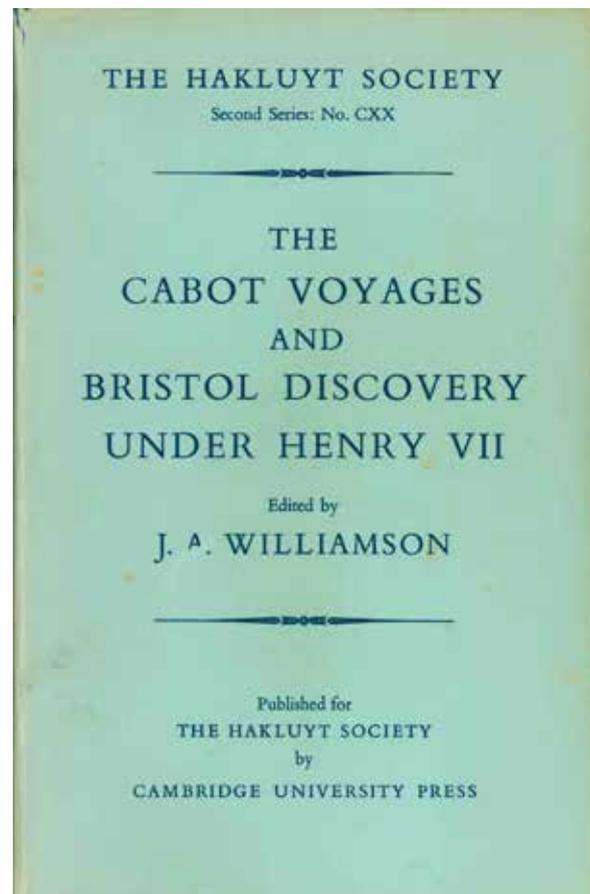 THE HAKLUYT SOCIETY
Second Series: No. CXX
THE
CABOT VOYAGES
AND
BRISTOL DISCOVERY
UNDER HENRY VII
Edited by
J. A. WILLIAMSON
Published for
THE HAKLUYT SOCIETY
by
CAMBRIDGE UNIVERSITY PRESS